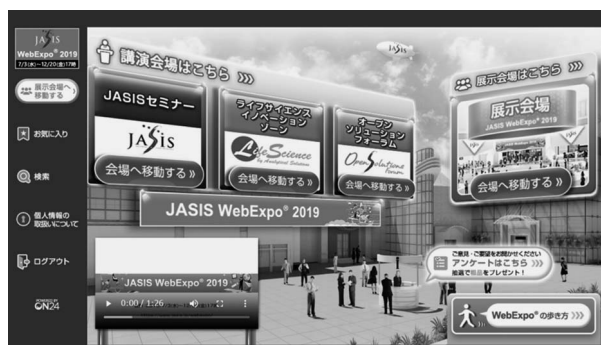 JASIS
WebExpo® 2019
7/3(水)~12/20(金)17時
展示会場へ
移動する
お気に入り
検索
個人情報の
取扱いについて
ログアウト
POWERED BY
ON24
講演会場はこちら
JASIS
展示会場はこちら
JASISセミナー
JASIS
会場へ移動する
ライフサイエンス
イノベーション
ゾーン
LifeScience
by Analytical Scientists
会場へ移動する
オープン
ソリューション
フォーラム
Open Solutions
Forum
会場へ移動する
展示会場
JASIS WebExpo® 2019
会場へ移動する
JASIS WebExpo® 2019
JASIS WebExpo® 2019
0:00 / 1:26
ご意見・ご要望をお聞かせください
アンケートはこちら
抽選で粗品をプレゼント!
WebExpo® の歩き方